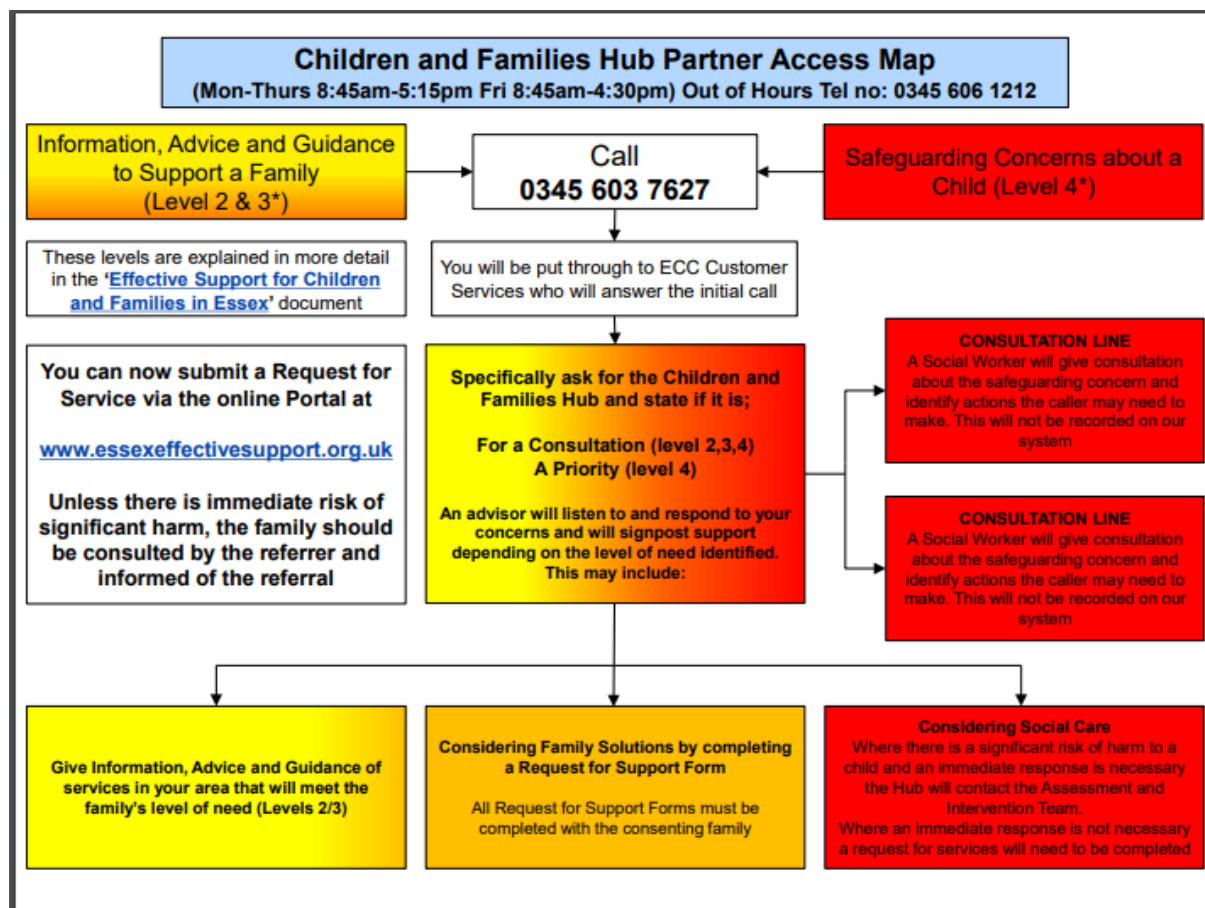 Children and Families Hub Partner Access Map
(Mon-Thurs 8:45am-5:15pm Fri 8:45am-4:30pm) Out of Hours Tel no: 0345 606 1212
Information, Advice and Guidance
to Support a Family
(Level 2 & 3*)
Call
0345 603 7627
Safeguarding Concerns about a
Child (Level 4*)
These levels are explained in more detail
in the ‘Effective Support for Children
and Families in Essex’ document
You will be put through to ECC Customer
Services who will answer the initial call
You can now submit a Request for
Service via the online Portal at
www.essexeffectivesupport.org.uk
Unless there is immediate risk of
significant harm, the family should
be consulted by the referrer and
informed of the referral
Specifically ask for the Children and
Families Hub and state if it is;
For a Consultation (level 2,3,4)
A Priority (level 4)
An advisor will listen to and respond to your
concerns and will signpost support
depending on the level of need identified.
This may include:
CONSULTATION LINE
A Social Worker will give consultation
about the safeguarding concern and
identify actions the caller may need to
make. This will not be recorded on our
system
CONSULTATION LINE
A Social Worker will give consultation
about the safeguarding concern and
identify actions the caller may need to
make. This will not be recorded on our
system
Give Information, Advice and Guidance of
services in your area that will meet the
family's level of need (Levels 2/3)
Considering Family Solutions by completing
a Request for Support Form
All Request for Support Forms must be
completed with the consenting family
Considering Social Care
Where there is a significant risk of harm to a
child and an immediate response is necessary
the Hub will contact the Assessment and
Intervention Team.
Where an immediate response is not necessary
a request for services will need to be completed